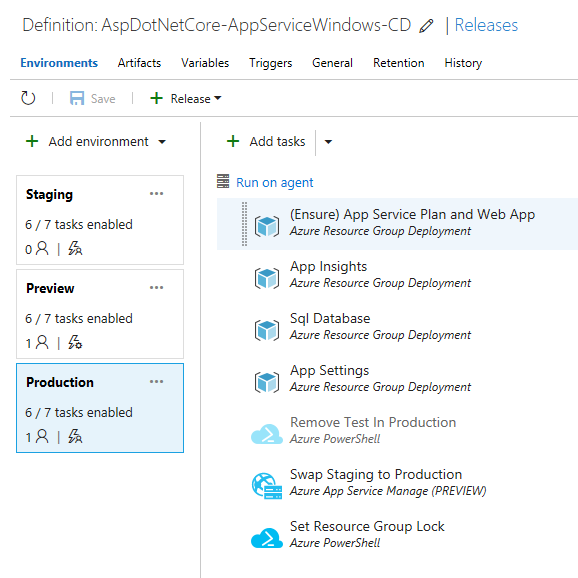 Definition: AspDotNetCore-AppServiceWindows-CD | Releases
Environments Artifacts Variables Triggers General Retention History
Save Release
Add environment
Add tasks
Run on agent
Staging
6 / 7 tasks enabled
0
Preview
6 / 7 tasks enabled
1
Production
6 / 7 tasks enabled
1
(Ensure) App Service Plan and Web App
Azure Resource Group Deployment
App Insights
Azure Resource Group Deployment
Sql Database
Azure Resource Group Deployment
App Settings
Azure Resource Group Deployment
Remove Test In Production
Azure PowerShell
Swap Staging to Production
Azure App Service Manage (PREVIEW)
Set Resource Group Lock
Azure PowerShell